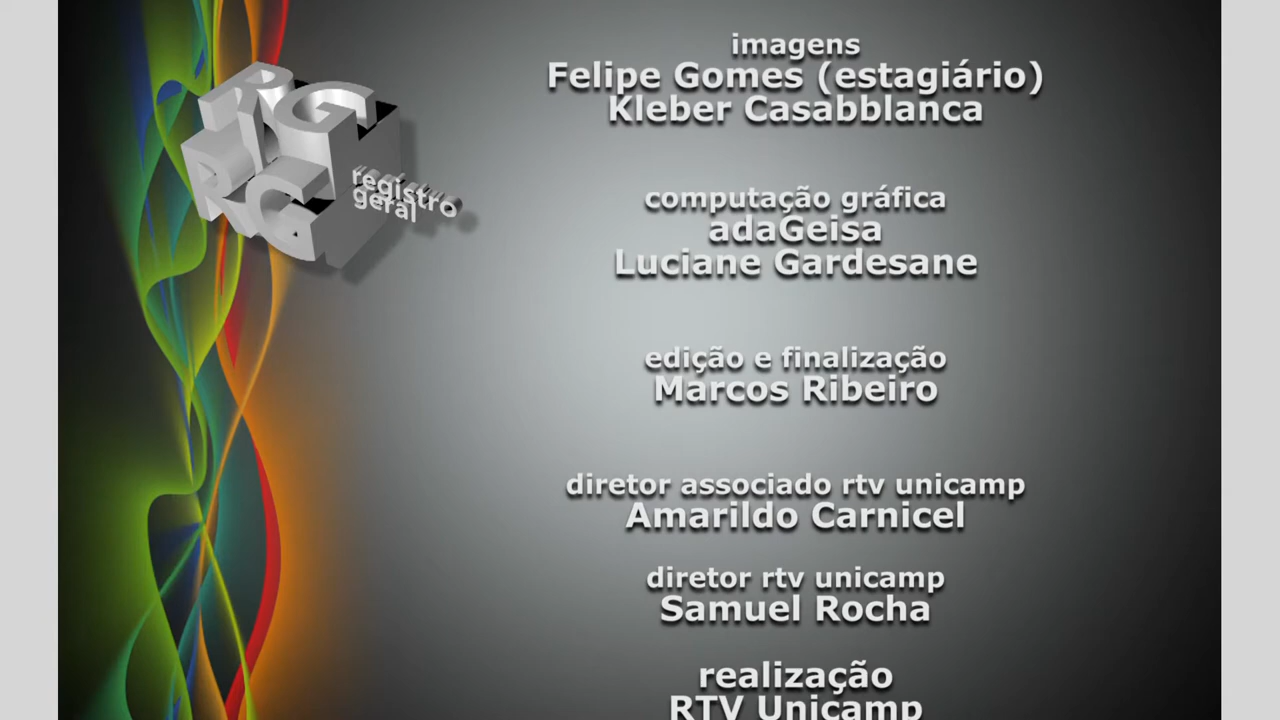 RG
RG
registro
geral
imagens
Felipe Gomes (estagiário)
Kleber Casabblanca
computação gráfica
adaGeisa
Luciane Gardesane
edição e finalização
Marcos Ribeiro
diretor associado rtv unicamp
Amarildo Carnicel
diretor rtv unicamp
Samuel Rocha
realização
RTV Unicamp